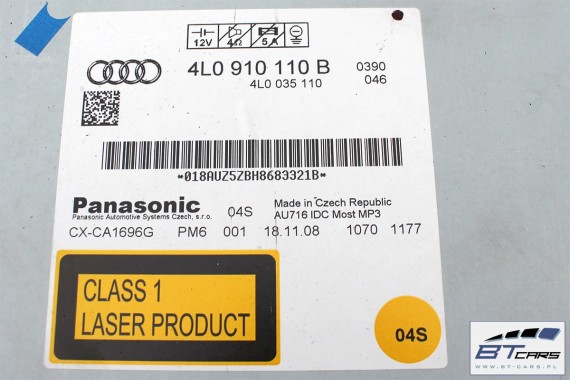 12V 4Ω 5A
4L0 910 110 B 0390
4L0 035 110 046
*018AUZ5ZBH8683321B*
Panasonic 04S Made in Czech Republic
Panasonic Automotive Systems Czech, s.r.o. AU716 IDC Most MP3
CX-CA1696G PM6 001 18.11.08 1070 1177
CLASS 1
LASER PRODUCT
04S
BTCARS
WWW.BT-CARS.PL